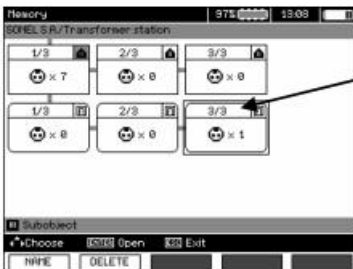 Memory 97% 13:08
SONEL S.A./Transformer station
1/3 2/3 3/3
× 7 × 0 × 0
1/3 2/3 3/3
× 0 × 0 × 1
Subobject
Choose ENTER Open ESC Exit
NAME DELETE